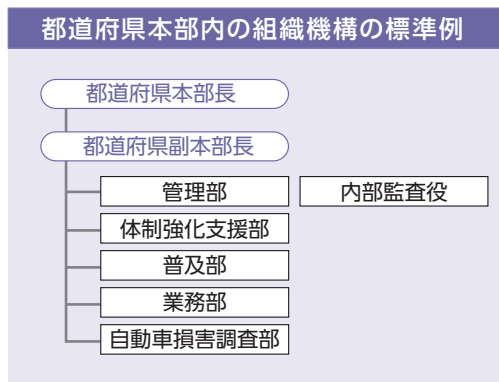 都道府県本部内の組織機構の標準例
都道府県本部長
都道府県副本部長
管理部 内部監査役
体制強化支援部
普及部
業務部
自動車損害調査部